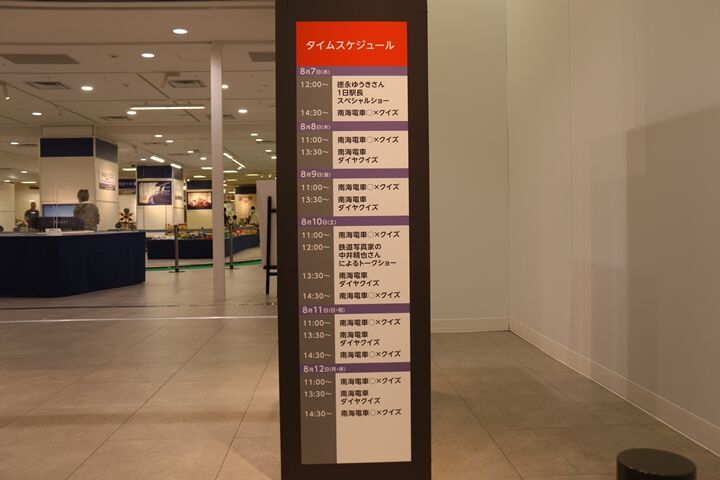 タイムスケジュール
8月7日(水)
12:00～ 徳永ゆうきさん
1日駅長
スペシャルショー
14:30～ 南海電車○×クイズ
8月8日(木)
11:00～ 南海電車○×クイズ
13:30～ 南海電車
ダイヤクイズ
8月9日(金)
11:00～ 南海電車○×クイズ
13:30～ 南海電車
ダイヤクイズ
8月10日(土)
11:00～ 南海電車○×クイズ
12:00～ 鉄道写真家の
中井精也さん
によるトークショー
13:30～ 南海電車
ダイヤクイズ
14:30～ 南海電車○×クイズ
8月11日(日・祝)
11:00～ 南海電車○×クイズ
13:30～ 南海電車
ダイヤクイズ
14:30～ 南海電車○×クイズ
8月12日(月・休)
11:00～ 南海電車○×クイズ
13:30～ 南海電車
ダイヤクイズ
14:30～ 南海電車○×クイズ